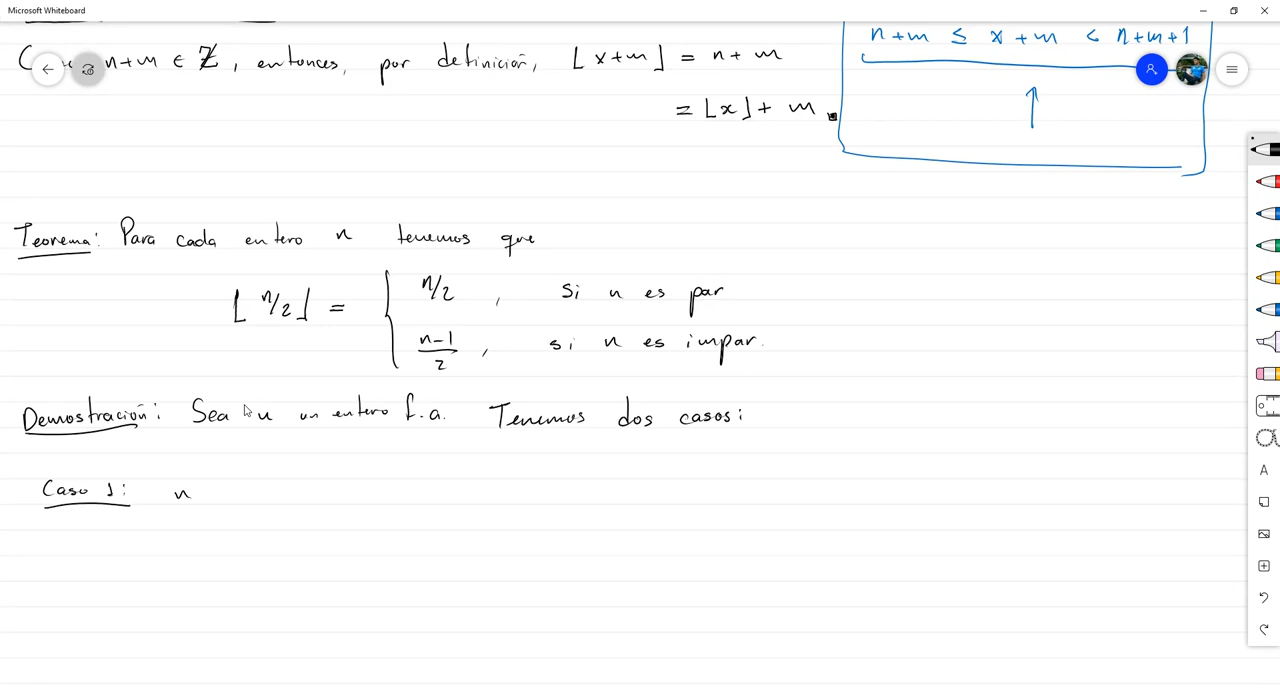 Microsoft Whiteboard
n+m ∈ ℤ, entonces, por definición, ⌊x+m⌋ = n+m
= ⌊x⌋ + m.
n+m ≤ x+m < n+m+1
Teorema: Para cada entero n tenemos que
⌊n/2⌋ = { n/2, si n es par
n-1/2, si n es impar.
Demostración: Sea n un entero f.a. Tenemos dos casos:
Caso 1: n
A